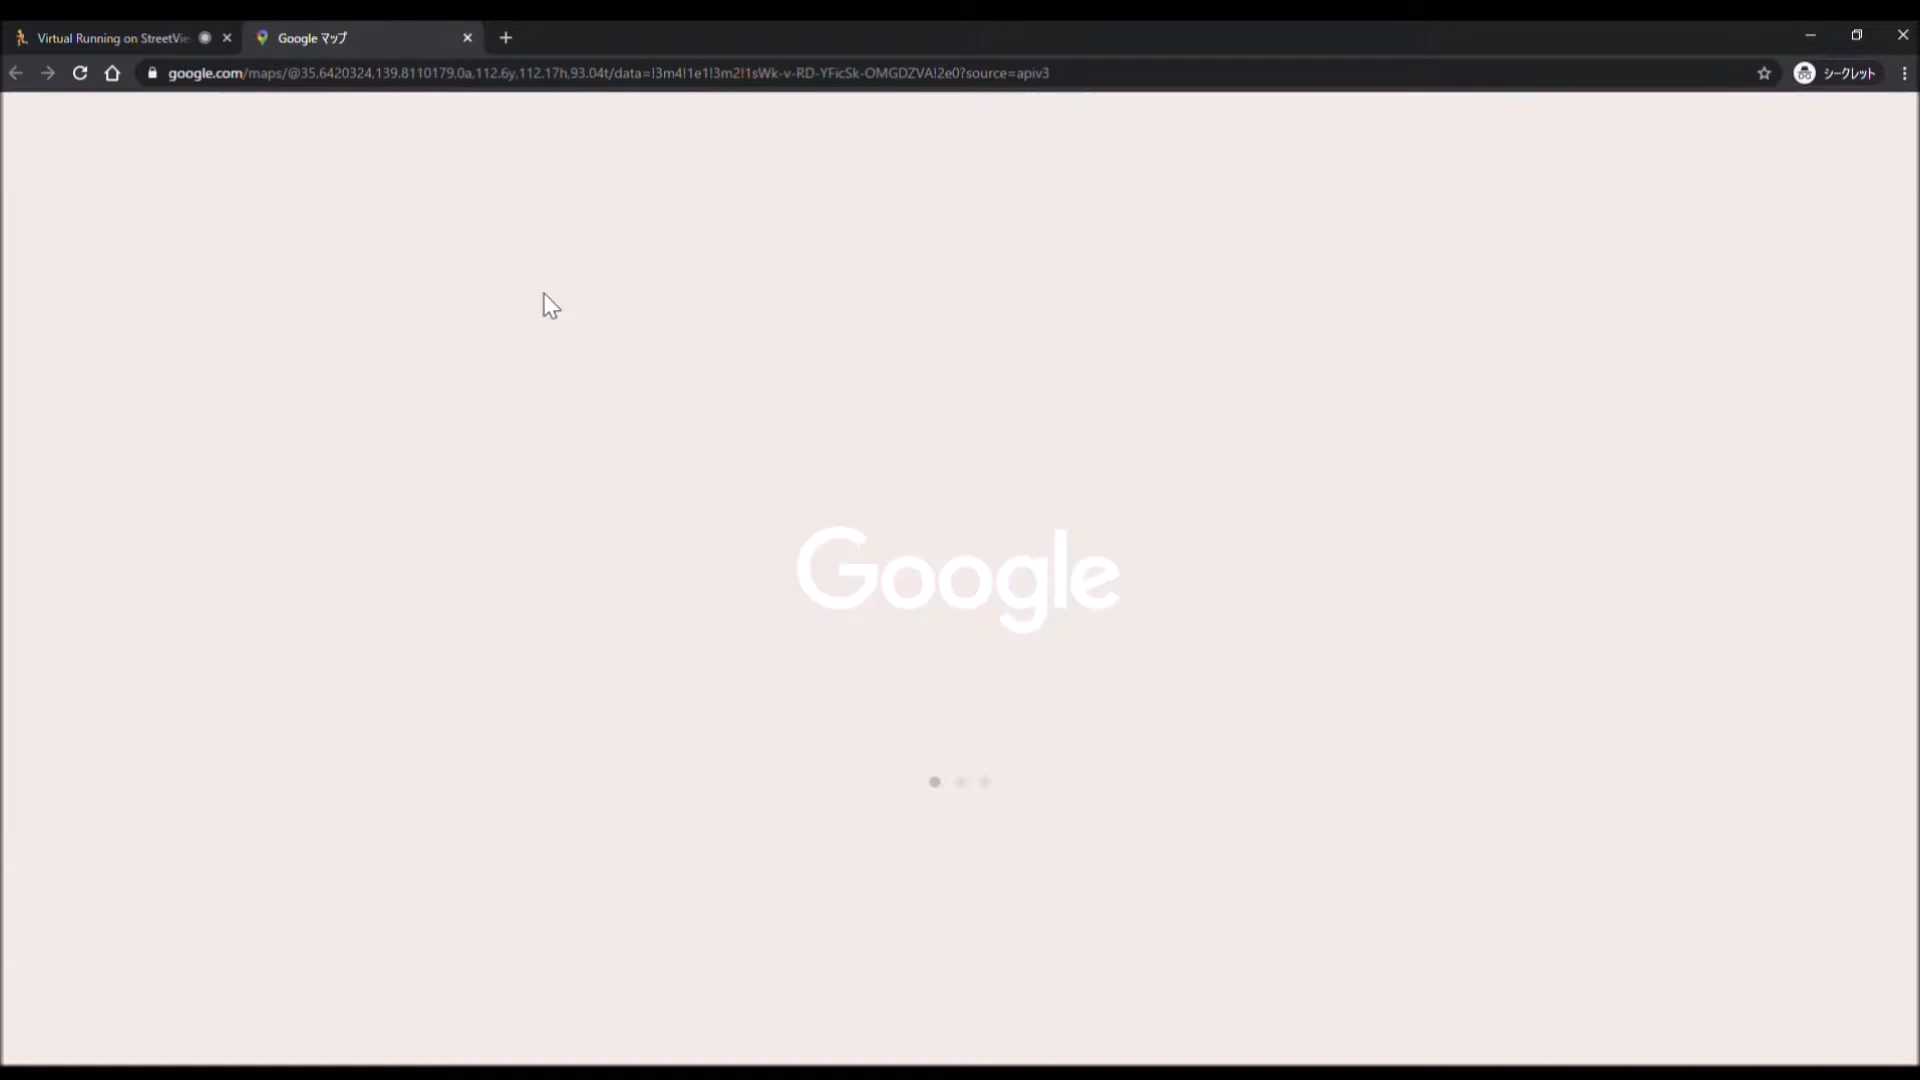 Virtual Running on StreetVie
Google マップ
google.com/maps/@35.6420324,139.8110179,0a,112.6y,112.17h,93.04t/data=!3m4!1e1!3m2!1sWk-v-RD-YFicSk-OMGDZVA!2e0?source=apiv3
シークレット
Google